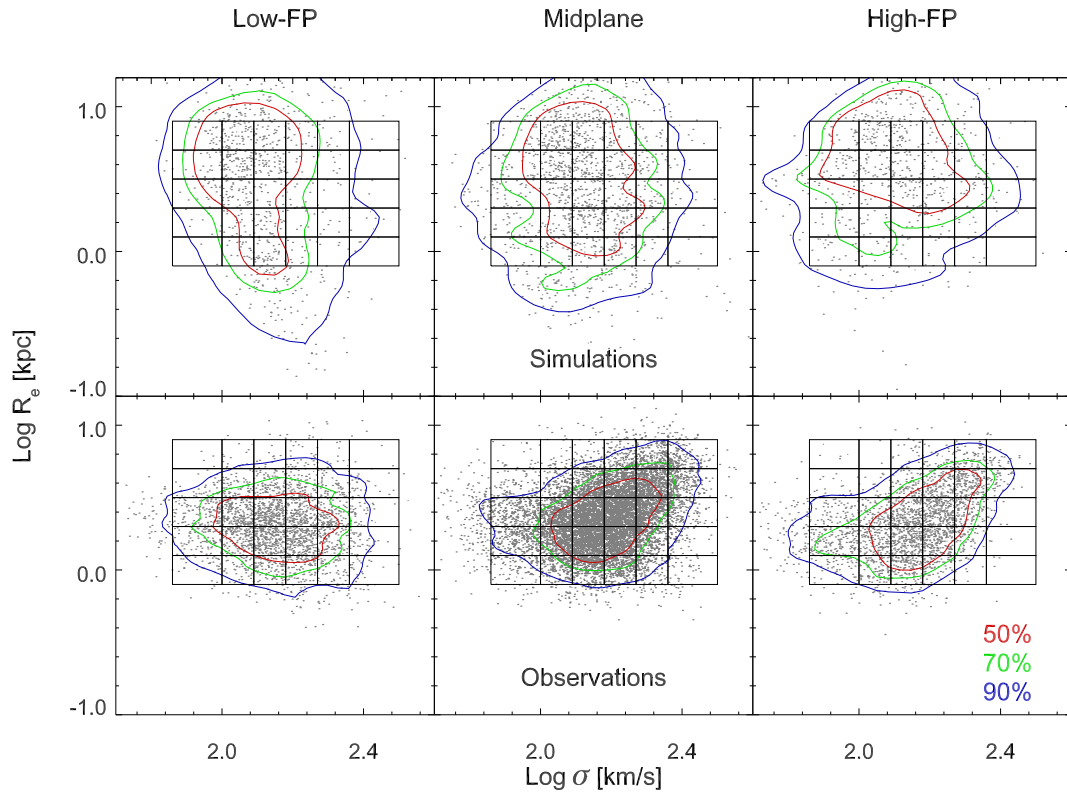 Low-FP Midplane High-FP
1.0
0.0
-1.0
Simulations
Log R_e [kpc]
1.0
0.0
-1.0
Observations
50%
70%
90%
2.0 2.4 2.0 2.4 2.0 2.4
Log σ [km/s]